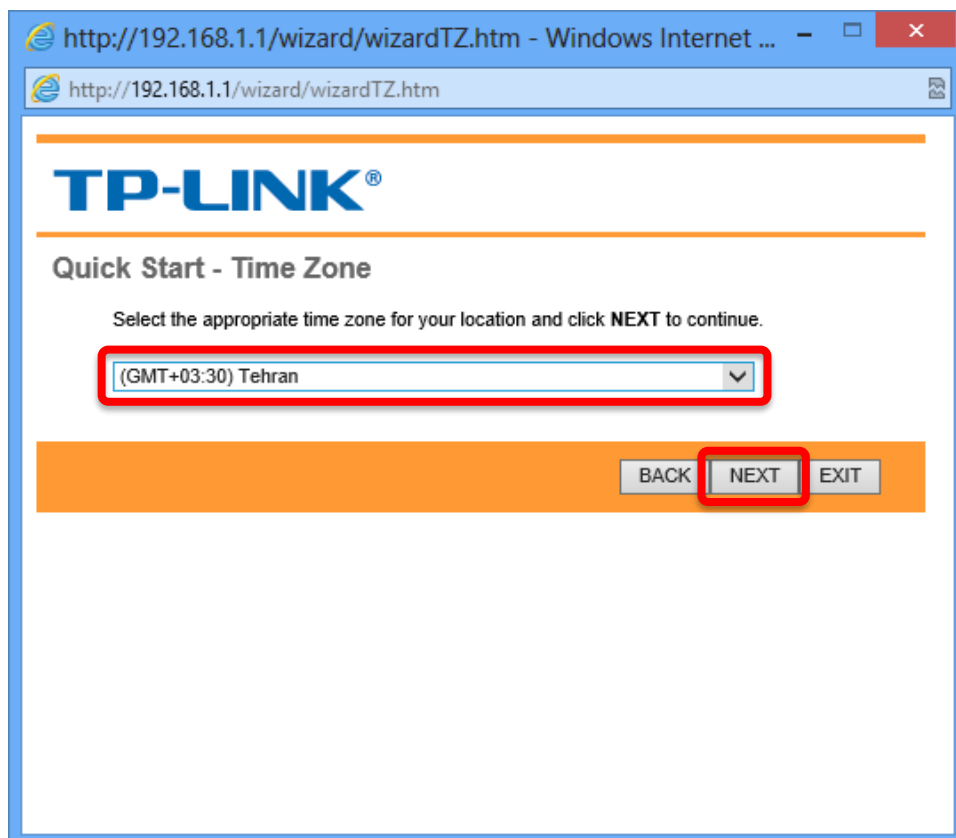 http://192.168.1.1/wizard/wizardTZ.htm - Windows Internet ...
http://192.168.1.1/wizard/wizardTZ.htm
TP-LINK®
Quick Start - Time Zone
Select the appropriate time zone for your location and click NEXT to continue.
(GMT+03:30) Tehran
BACK NEXT EXIT